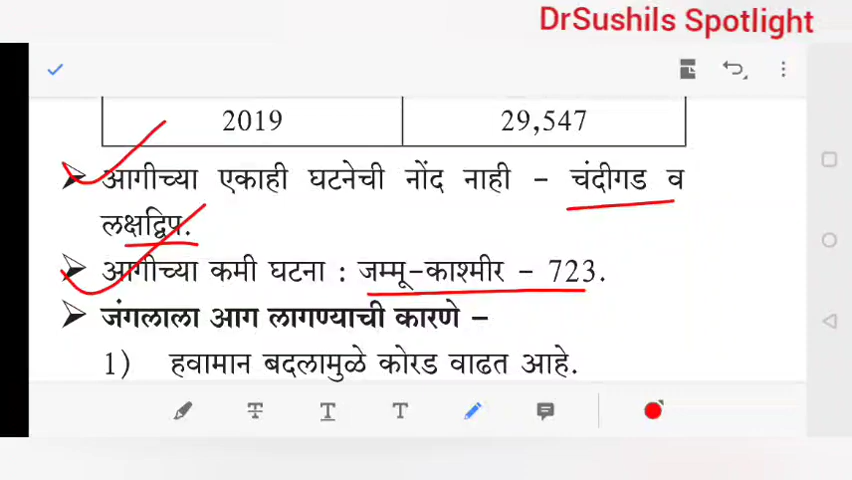 DrSushils Spotlight
2019 29,547
➤ आगीच्या एकाही घटनेची नोंद नाही - चंदीगड व
लक्षद्विप.
➤ आगीच्या कमी घटना : जम्मू-काश्मीर - 723.
➤ जंगलाला आग लागण्याची कारणे -
1) हवामान बदलामुळे कोरड वाढत आहे.
T T T